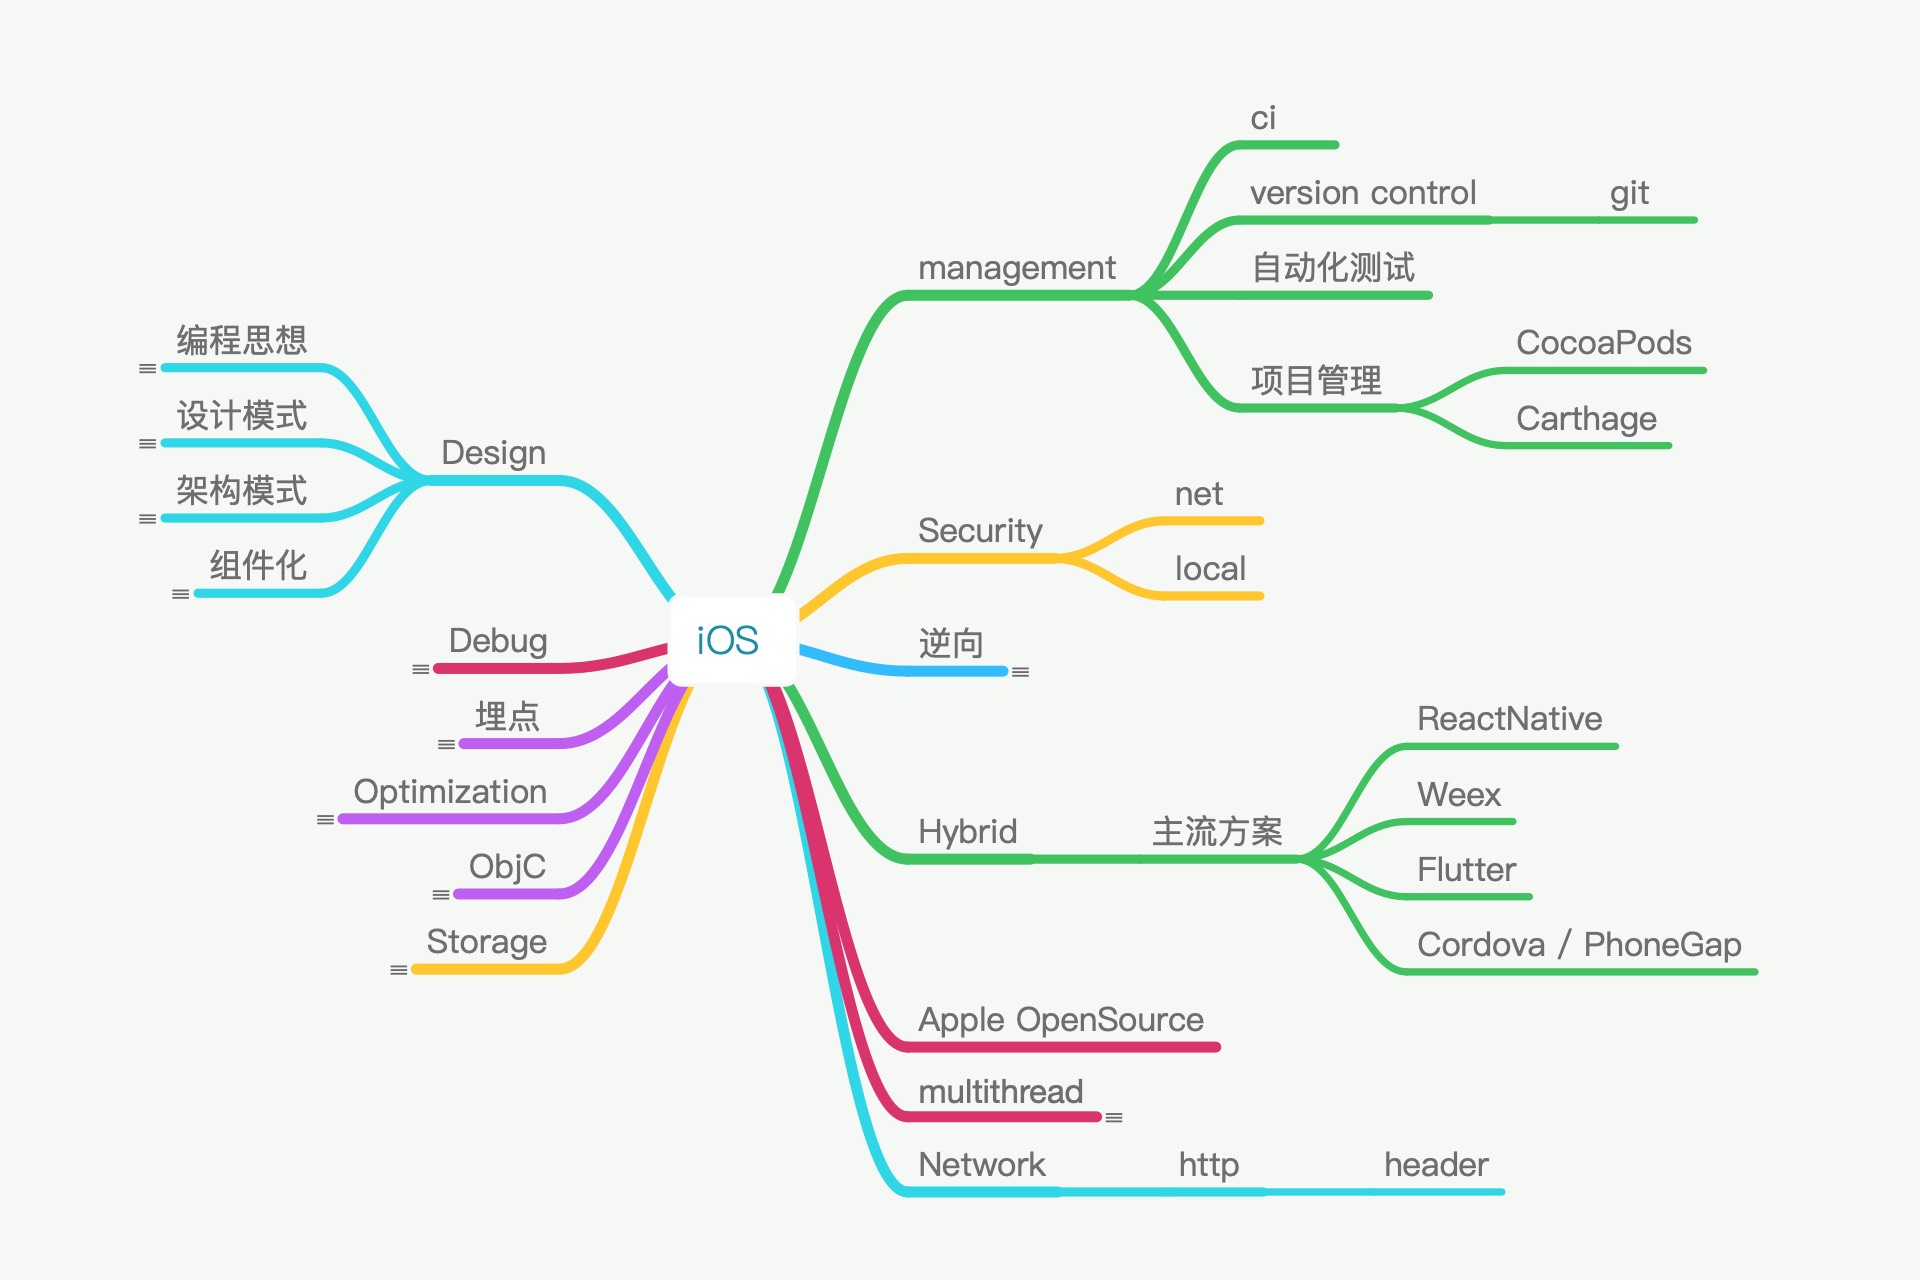 iOS
management
ci
version control
git
自动化测试
项目管理
CocoaPods
Carthage
Security
net
local
逆向
Hybrid
主流方案
ReactNative
Weex
Flutter
Cordova / PhoneGap
Apple OpenSource
multithread
Network
http
header
Design
编程思想
设计模式
架构模式
组件化
Debug
埋点
Optimization
ObjC
Storage